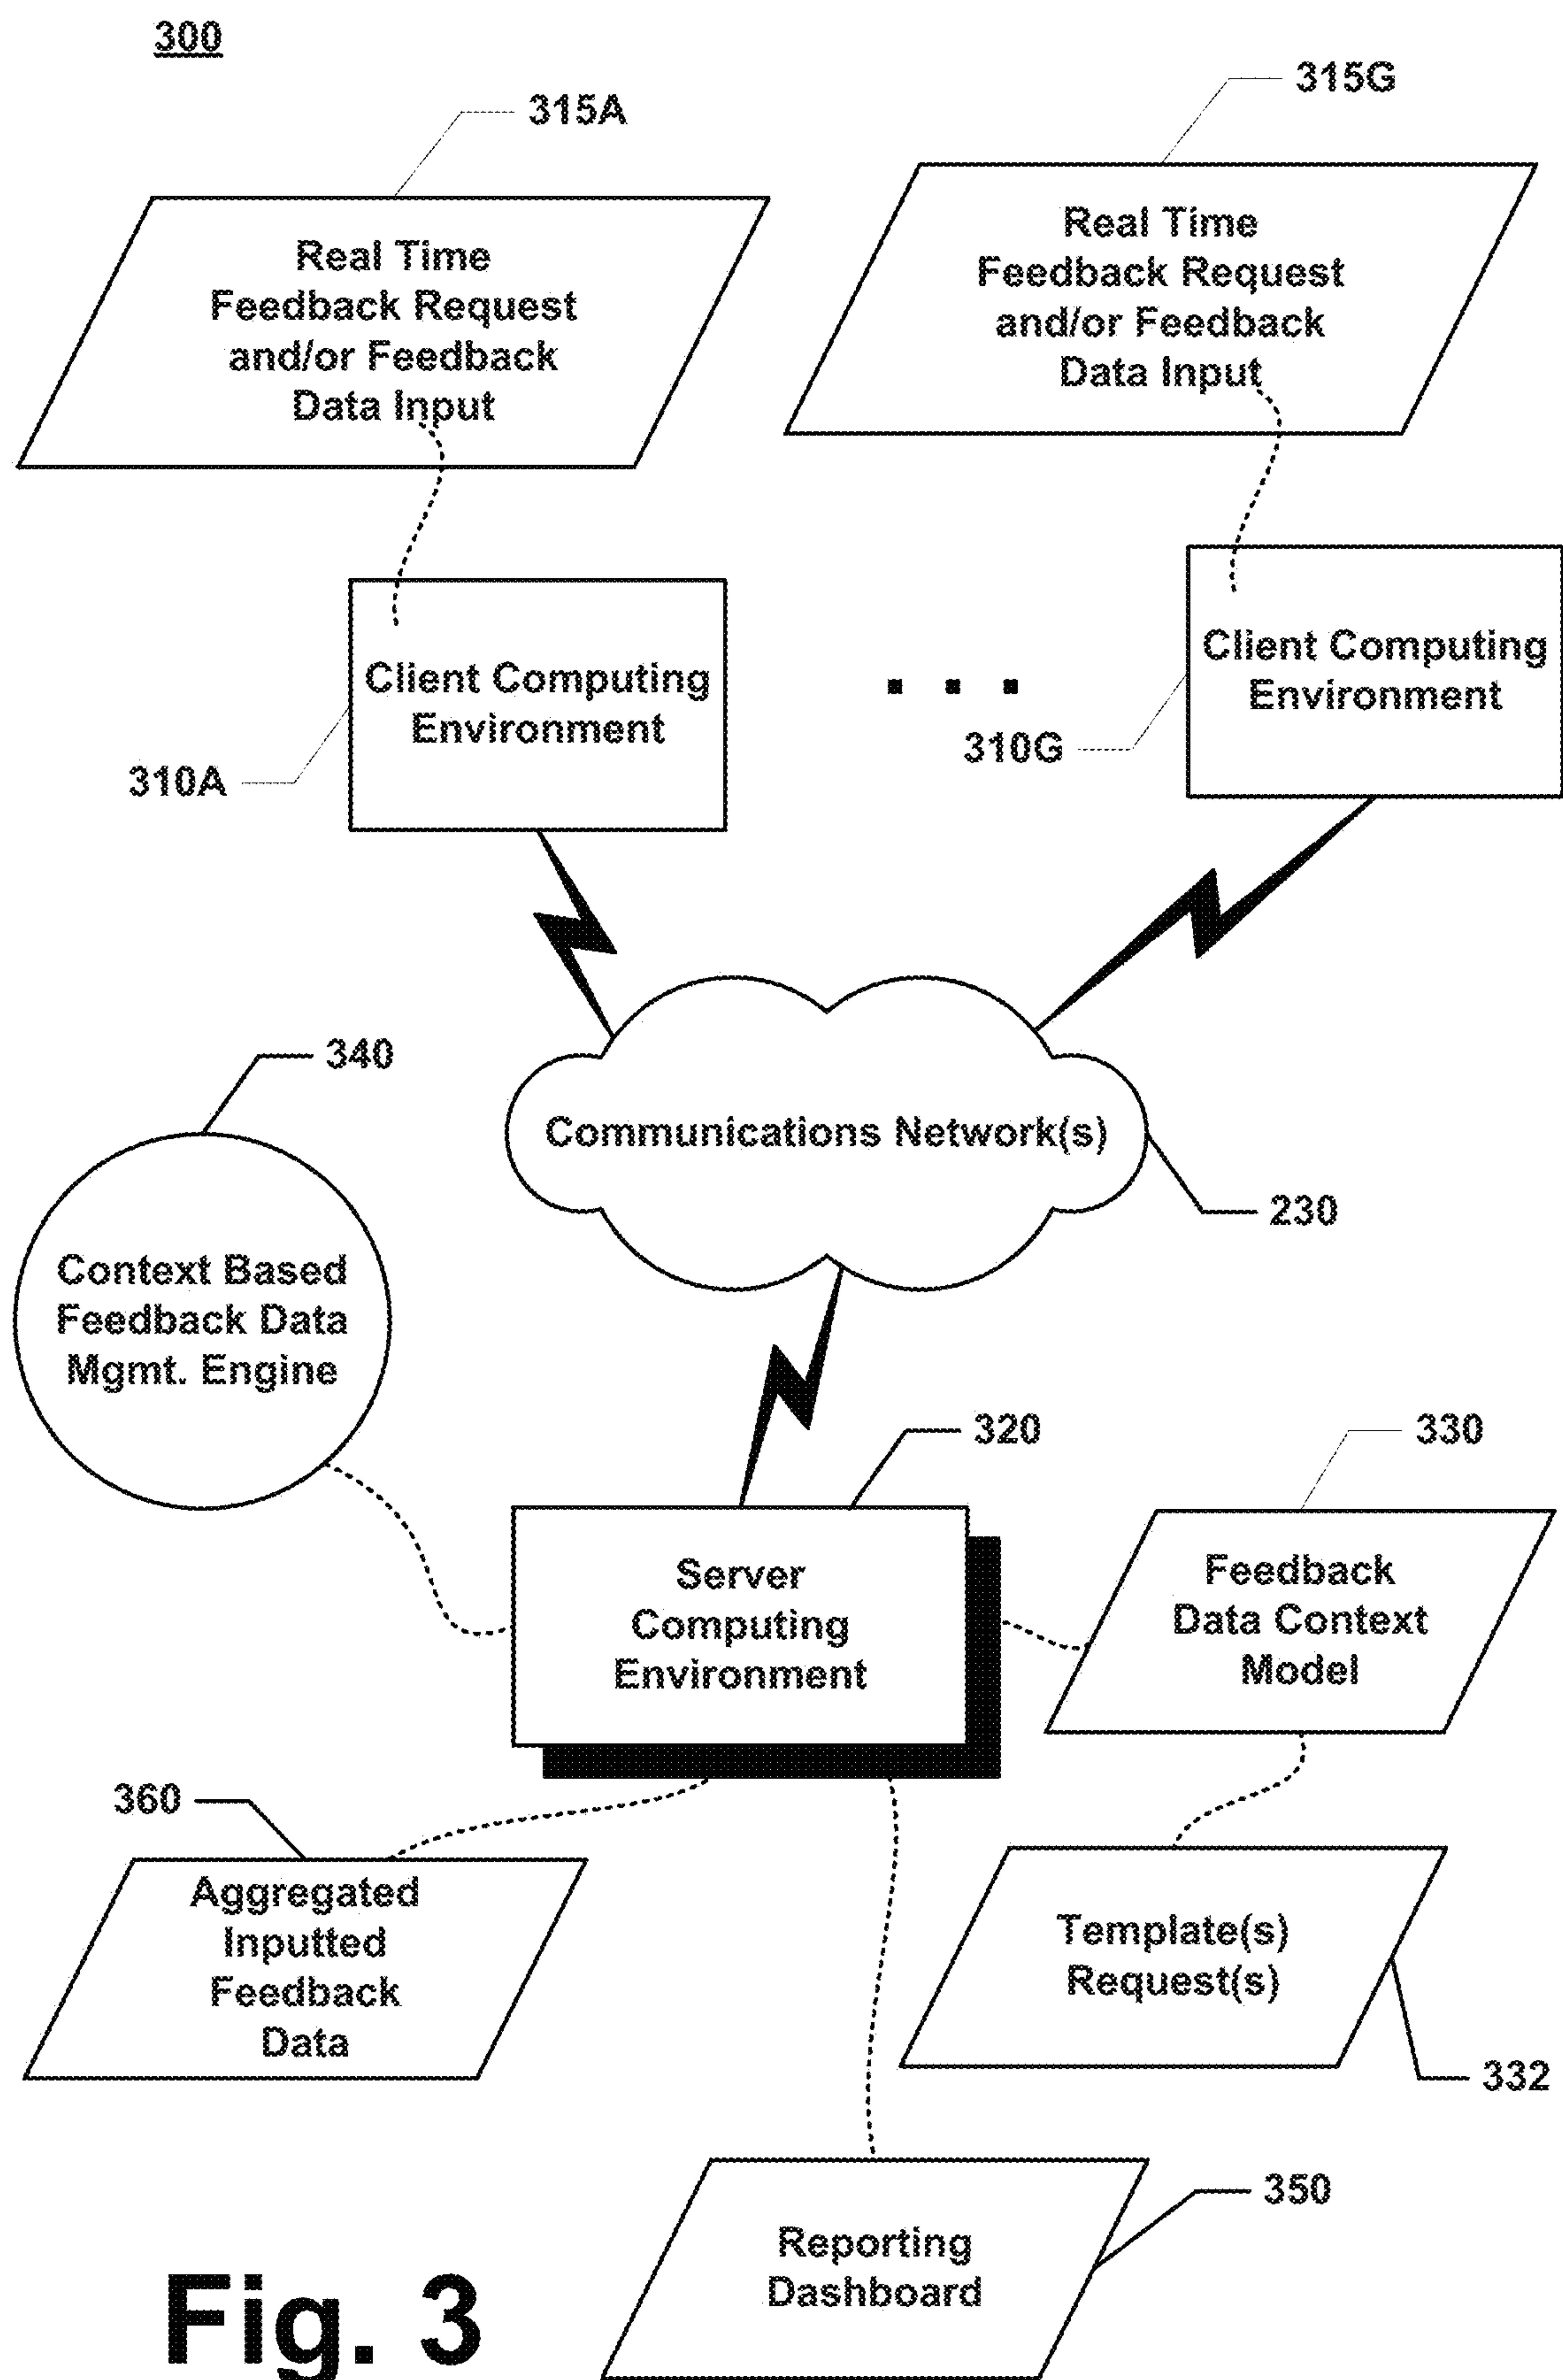 300
315A
315G
Real Time
Feedback Request
and/or Feedback
Data Input
Real Time
Feedback Request
and/or Feedback
Data Input
Client Computing
Environment
310A
. . .
Client Computing
Environment
310G
Communications Network(s)
230
340
Context Based
Feedback Data
Mgmt. Engine
320
Server
Computing
Environment
330
Feedback
Data Context
Model
360
Aggregated
Inputted
Feedback
Data
Template(s)
Request(s)
332
350
Reporting
Dashboard
Fig. 3